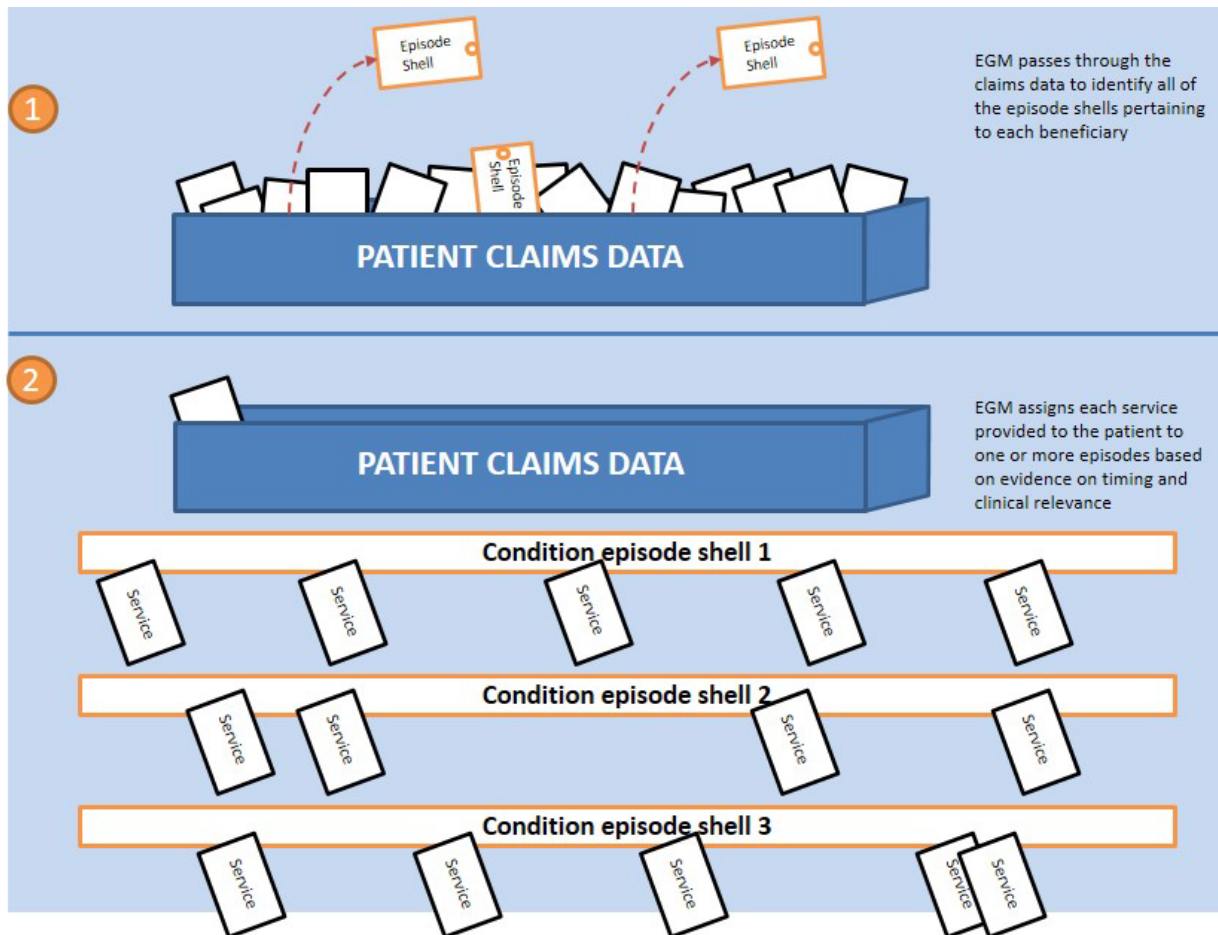 1
Episode
Shell
Episode
Shell
EGM passes through the
claims data to identify all of
the episode shells pertaining
to each beneficiary
Episode
Shell
PATIENT CLAIMS DATA
2
PATIENT CLAIMS DATA
EGM assigns each service
provided to the patient to
one or more episodes based
on evidence on timing and
clinical relevance
Condition episode shell 1
Service
Service
Service
Service
Service
Condition episode shell 2
Service
Service
Service
Service
Condition episode shell 3
Service
Service
Service
Service
Service